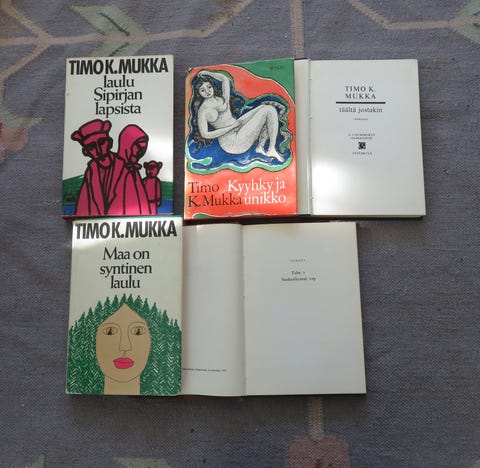 TIMO K. MUKKA
laulu
Sipirjan
lapsista
WSOY
Timo
K. Mukka
Kyyhky ja
unikko
TIMO K.
MUKKA
täältä jostakin
TIMO K. MUKKA
Maa on
syntinen
laulu